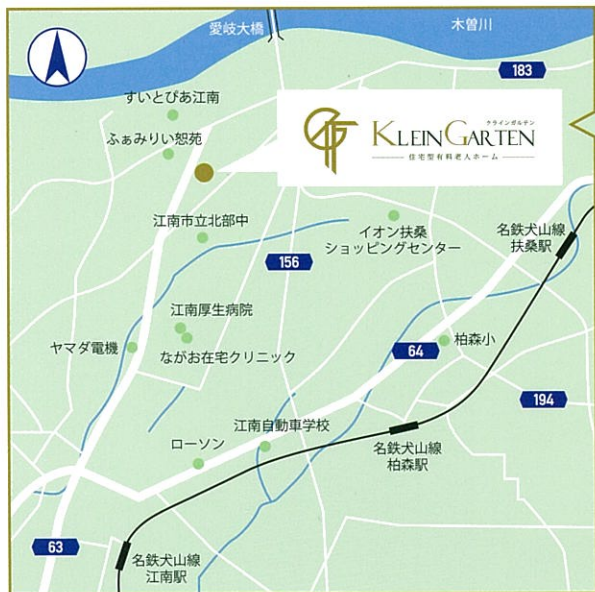 愛岐大橋
木曽川
183
すいとぴあ江南
ふぁみりい恕苑
クラインガルテン
KLEIN GARTEN
住宅型有料老人ホーム
江南市立北部中
イオン扶桑
ショッピングセンター
名鉄犬山線
扶桑駅
156
江南厚生病院
ヤマダ電機
ながお在宅クリニック
64
柏森小
194
江南自動車学校
ローソン
名鉄犬山線
柏森駅
63
名鉄犬山線
江南駅